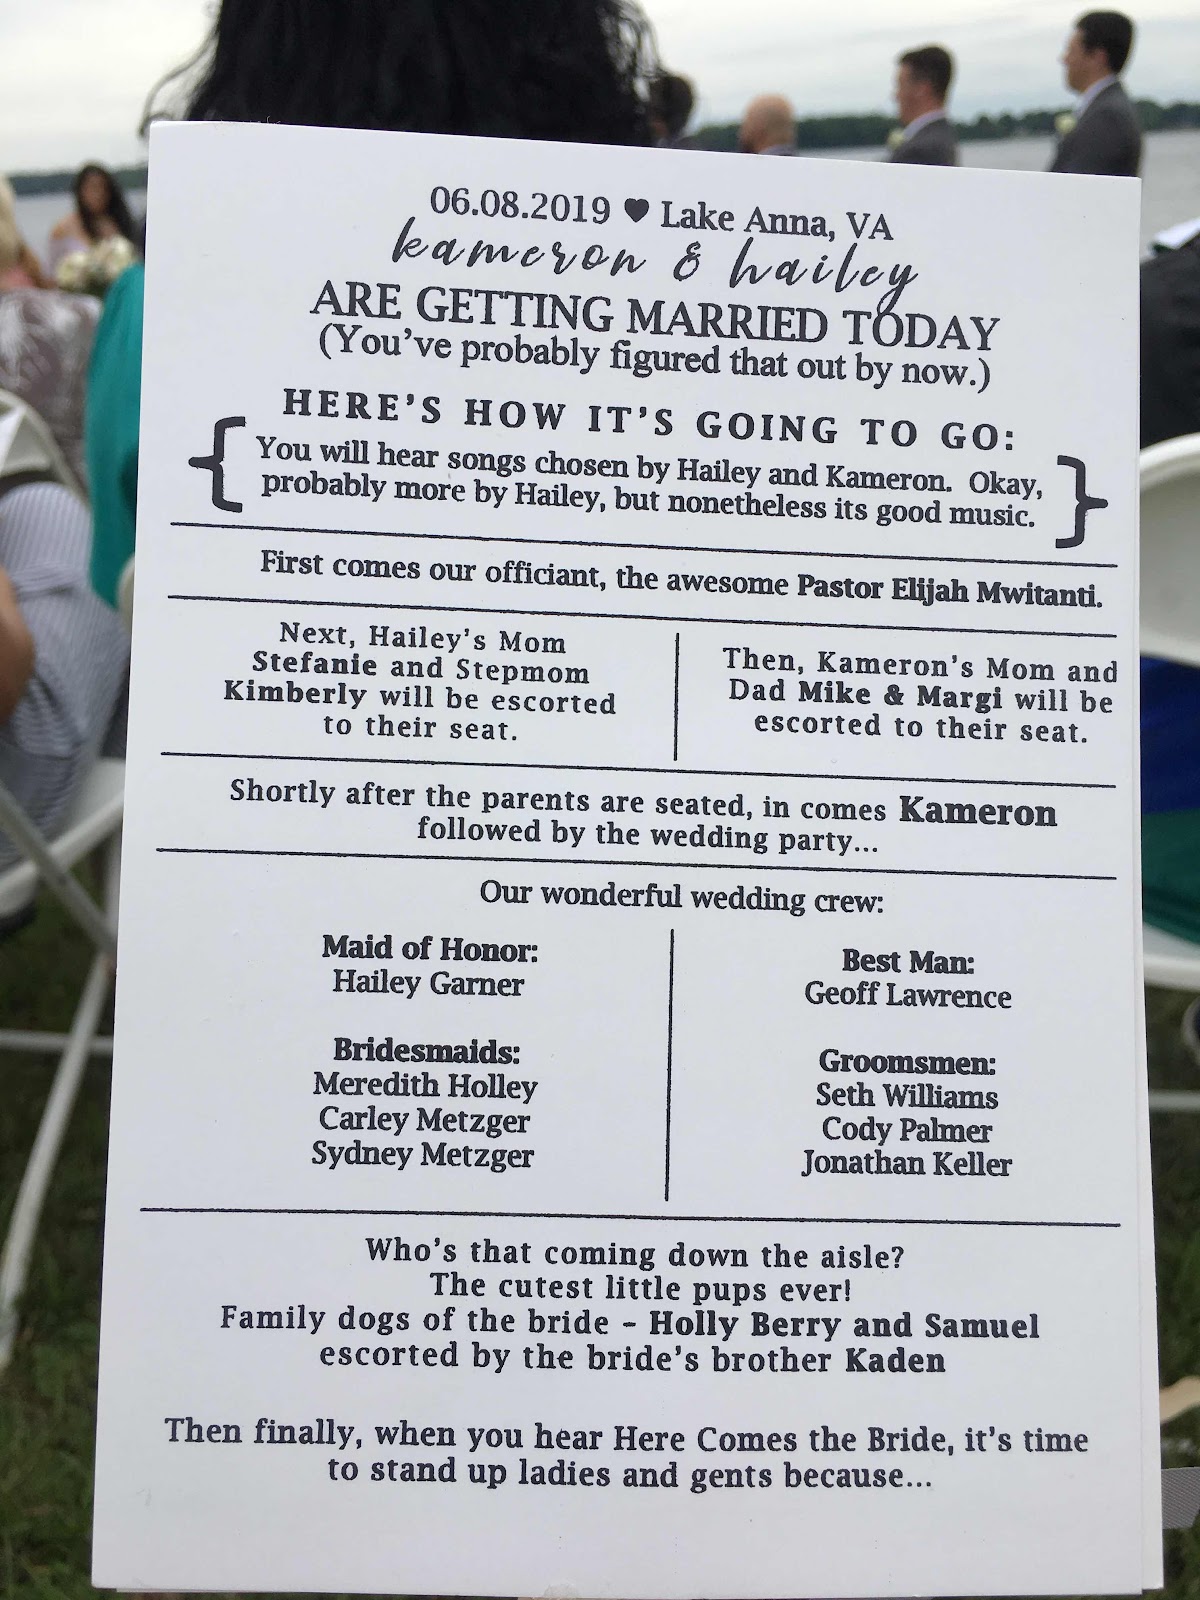 06.08.2019 ♥ Lake Anna, VA
kameron & hailey
ARE GETTING MARRIED TODAY
(You've probably figured that out by now.)
HERE'S HOW IT'S GOING TO GO:
{ You will hear songs chosen by Hailey and Kameron. Okay,
probably more by Hailey, but nonetheless its good music. }
First comes our officiant, the awesome Pastor Elijah Mwitanti.
Next, Hailey's Mom
Stefanie and Stepmom
Kimberly will be escorted
to their seat.
Then, Kameron's Mom and
Dad Mike & Margi will be
escorted to their seat.
Shortly after the parents are seated, in comes Kameron
followed by the wedding party...
Our wonderful wedding crew:
Maid of Honor:
Hailey Garner
Bridesmaids:
Meredith Holley
Carley Metzger
Sydney Metzger
Best Man:
Geoff Lawrence
Groomsmen:
Seth Williams
Cody Palmer
Jonathan Keller
Who's that coming down the aisle?
The cutest little pups ever!
Family dogs of the bride - Holly Berry and Samuel
escorted by the bride's brother Kaden
Then finally, when you hear Here Comes the Bride, it's time
to stand up ladies and gents because...